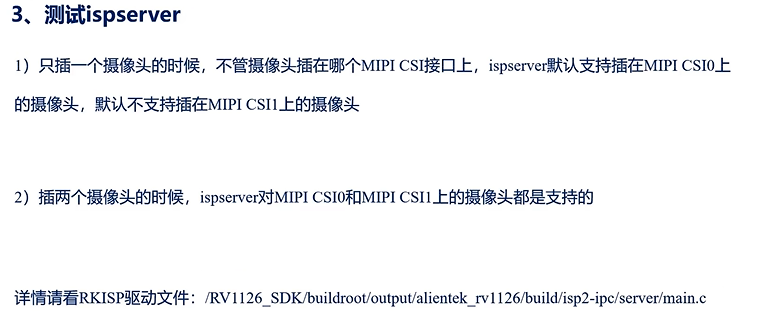 3、测试ispserver
1）只插一个摄像头的时候，不管摄像头插在哪个MIPI CSI接口上，ispserver默认支持插在MIPI CSI0上
的摄像头，默认不支持插在MIPI CSI1上的摄像头
2）插两个摄像头的时候，ispserver对MIPI CSI0和MIPI CSI1上的摄像头都是支持的
详情请看RKISP驱动文件：/RV1126_SDK/buildroot/output/alientek_rv1126/build/isp2-ipc/server/main.c